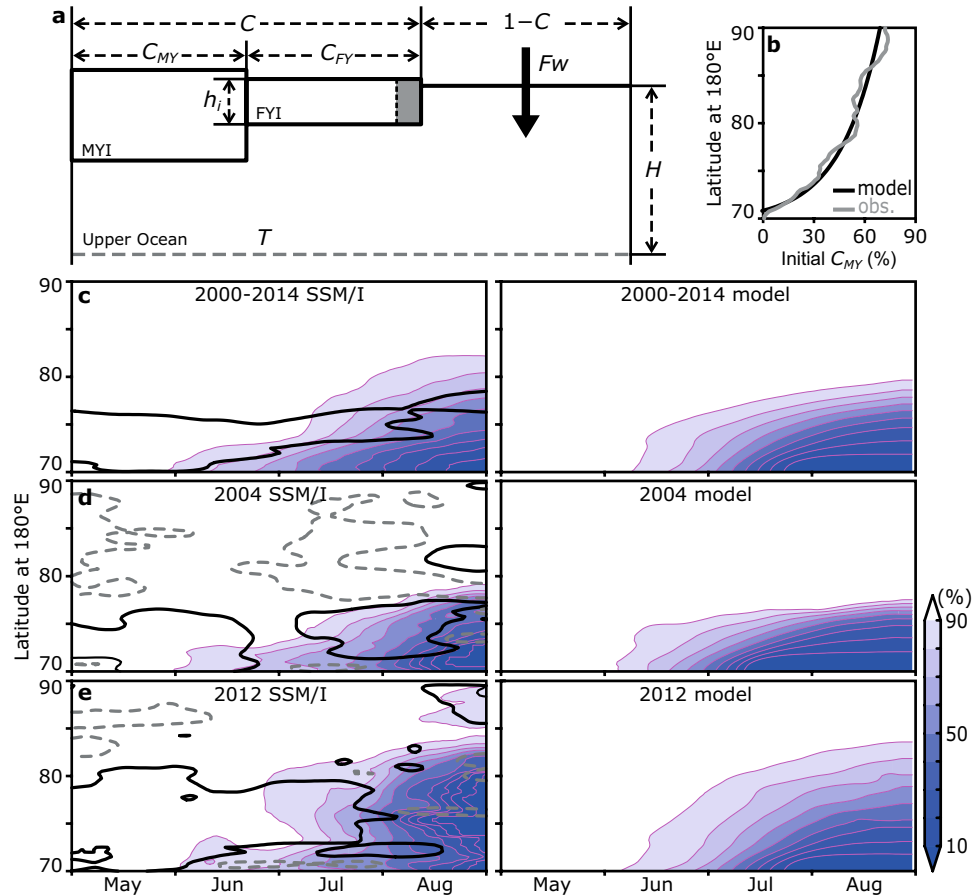 a
C
1−C
C_MY
C_FY
Fw
h_i
FYI
MYI
H
Upper Ocean
T
b
Latitude at 180°E
90
80
70
model
obs.
0 30 60 90
Initial C_MY (%)
c
2000-2014 SSM/I
2000-2014 model
90
80
70
d
2004 SSM/I
2004 model
90
80
70
Latitude at 180°E
e
2012 SSM/I
2012 model
90
80
70
May Jun Jul Aug
May Jun Jul Aug
(%)
90
50
10